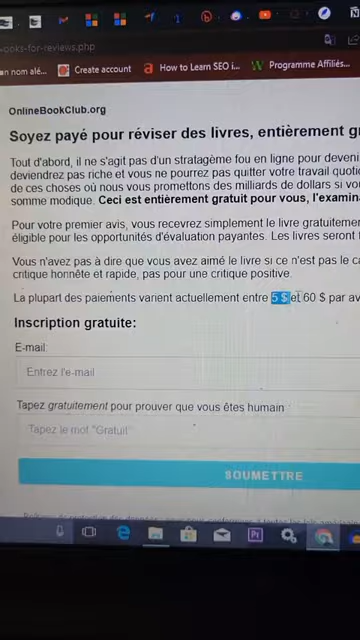 ooks-for-reviews.php
an nom alé...
Create account
How to Learn SEO i...
Programme Affiliés...
OnlineBookClub.org
Soyez payé pour réviser des livres, entièrement gr
Tout d'abord, il ne s'agit pas d'un stratagème fou en ligne pour deveni
deviendrez pas riche et vous ne pourrez pas quitter votre travail quoti
de ces choses où nous vous promettons des milliards de dollars si vo
somme modique. Ceci est entièrement gratuit pour vous, l'examin
Pour votre premier avis, vous recevrez simplement le livre gratuiteme
éligible pour les opportunités d'évaluation payantes. Les livres seront
Vous n'avez pas à dire que vous avez aimé le livre si ce n'est pas le ca
critique honnête et rapide, pas pour une critique positive.
La plupart des paiements varient actuellement entre 5 $ et 60 $ par av
Inscription gratuite:
E-mail:
Entrez l'e-mail
Tapez gratuitement pour prouver que vous êtes humain :
Tapez le mot "Gratuit"
SOUMETTRE
Pr